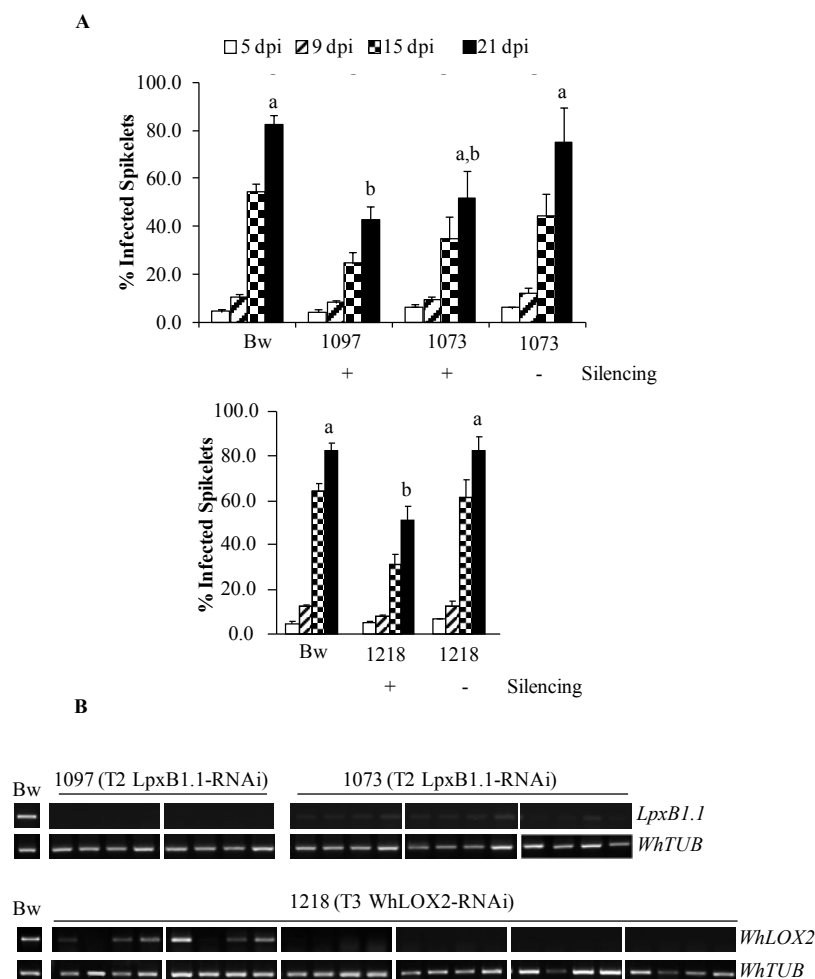 A
5 dpi 9 dpi 15 dpi 21 dpi
100.0
80.0
60.0
40.0
20.0
0.0
% Infected Spikelets
a
b
a,b
a
Bw 1097 1073 1073
+ + - Silencing
100.0
80.0
60.0
40.0
20.0
0.0
% Infected Spikelets
a
b
a
Bw 1218 1218
+ - Silencing
B
Bw 1097 (T2 LpxB1.1-RNAi) 1073 (T2 LpxB1.1-RNAi)
LpxB1.1
WhTUB
Bw 1218 (T3 WhLOX2-RNAi)
WhLOX2
WhTUB